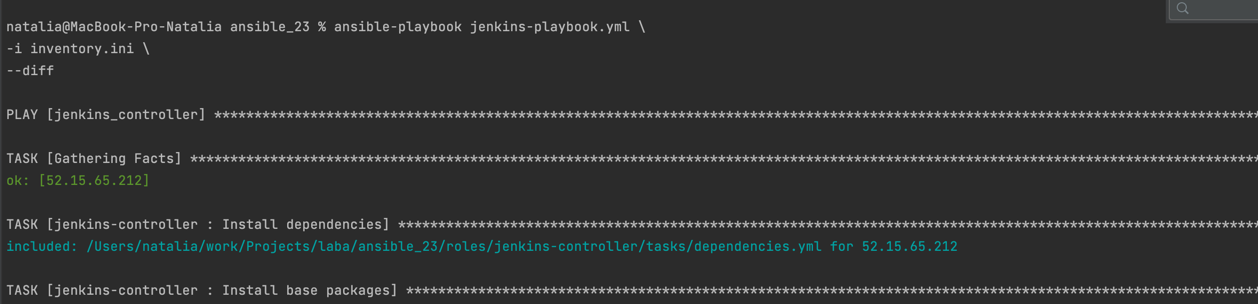 natalia@MacBook-Pro-Natalia ansible_23 % ansible-playbook jenkins-playbook.yml \
-i inventory.ini \
--diff
PLAY [jenkins_controller] ************************************************************************************************************************************
TASK [Gathering Facts] ***************************************************************************************************************************************
ok: [52.15.65.212]
TASK [jenkins-controller : Install dependencies] *************************************************************************************************************
included: /Users/natalia/work/Projects/laba/ansible_23/roles/jenkins-controller/tasks/dependencies.yml for 52.15.65.212
TASK [jenkins-controller : Install base packages] ************************************************************************************************************